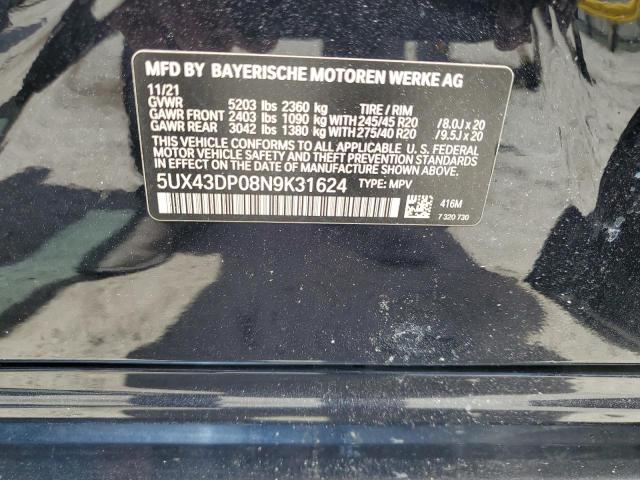 MFD BY BAYERISCHE MOTOREN WERKE AG
11/21
GVWR 5203 lbs 2360 kg TIRE / RIM
GAWR FRONT 2403 lbs 1090 kg WITH 245/45 R20 / 8.0J x 20
GAWR REAR 3042 lbs 1380 kg WITH 275/40 R20 / 9.5J x 20
THIS VEHICLE CONFORMS TO ALL APPLICABLE U. S. FEDERAL
MOTOR VEHICLE SAFETY, BUMPER, AND THEFT PREVENTION STANDARDS
IN EFFECT ON THE DATE OF MANUFACTURE SHOWN ABOVE.
5UX43DP08N9K31624 TYPE: MPV
416M
7 320 730